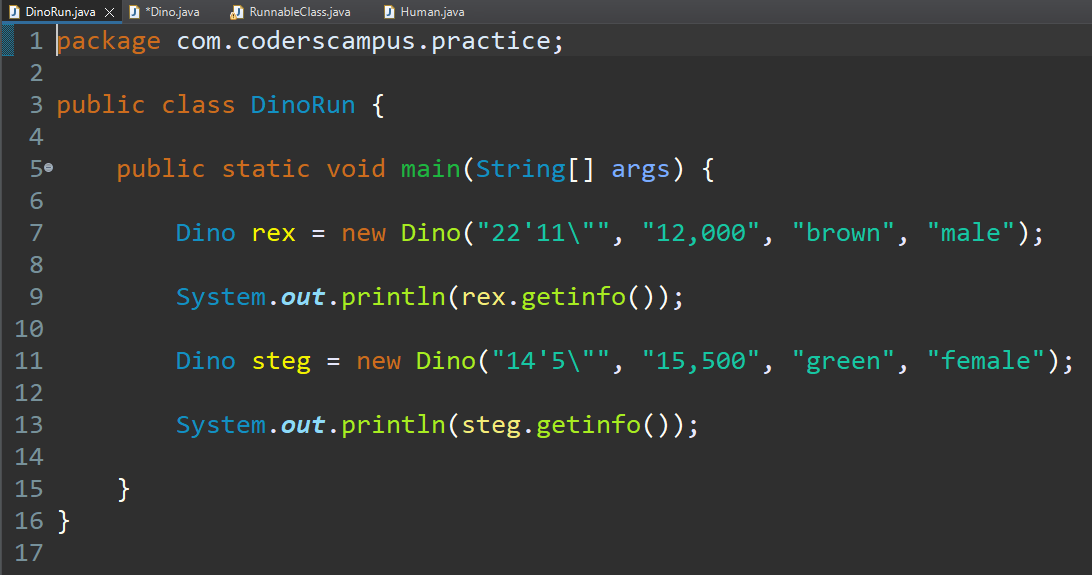 DinoRun.java *Dino.java RunnableClass.java Human.java
1 package com.coderscampus.practice;
2
3 public class DinoRun {
4
5 public static void main(String[] args) {
6
7 Dino rex = new Dino("22'11\"", "12,000", "brown", "male");
8
9 System.out.println(rex.getinfo());
10
11 Dino steg = new Dino("14'5\"", "15,500", "green", "female");
12
13 System.out.println(steg.getinfo());
14
15 }
16 }
17